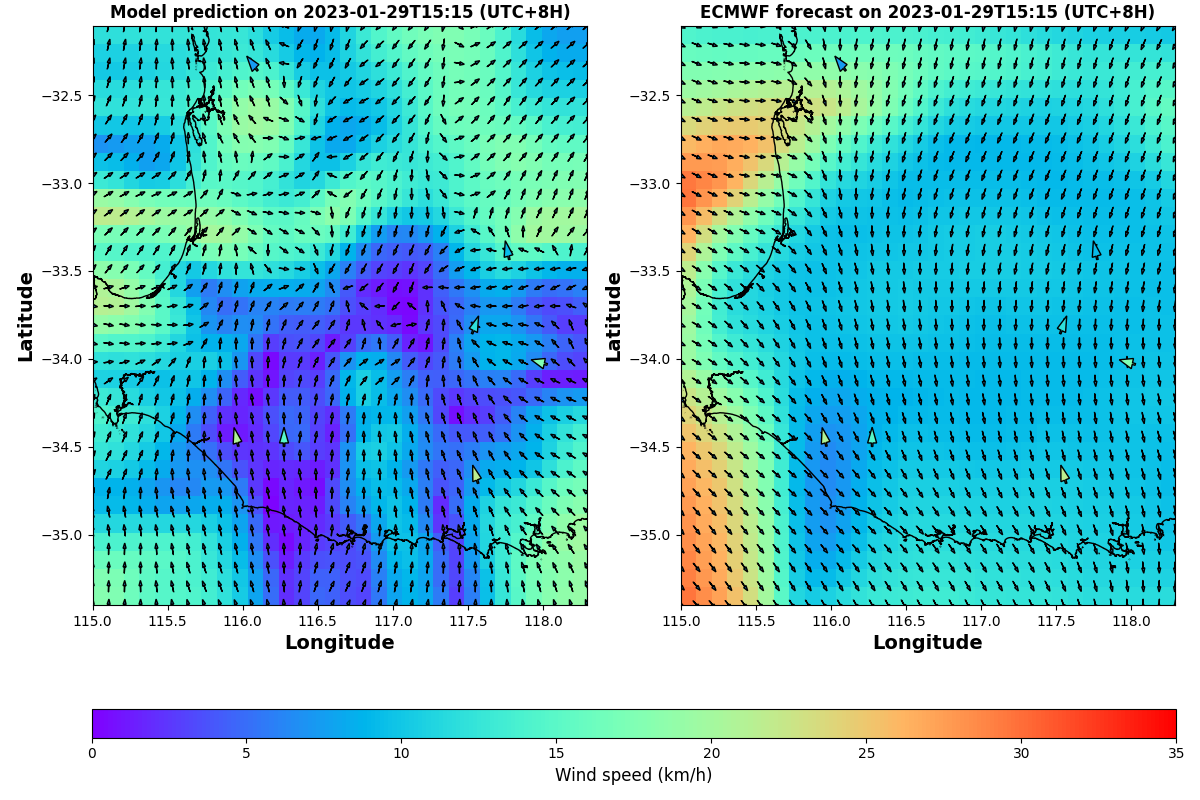 Model prediction on 2023-01-29T15:15 (UTC+8H)
ECMWF forecast on 2023-01-29T15:15 (UTC+8H)
Latitude
−32.5
−33.0
−33.5
−34.0
−34.5
−35.0
115.0 115.5 116.0 116.5 117.0 117.5 118.0
Longitude
Latitude
−32.5
−33.0
−33.5
−34.0
−34.5
−35.0
115.0 115.5 116.0 116.5 117.0 117.5 118.0
Longitude
0 5 10 15 20 25 30 35
Wind speed (km/h)